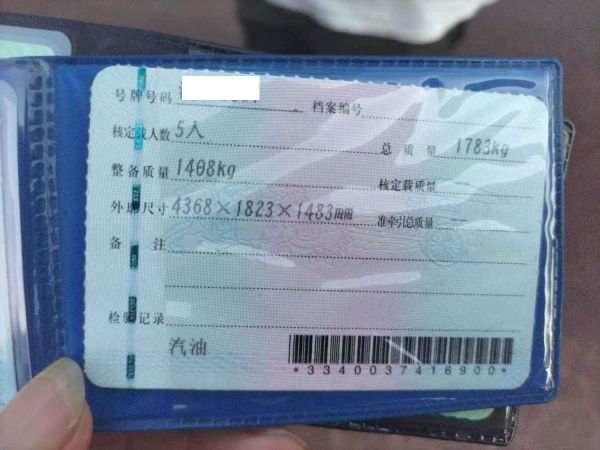 号牌号码 档案编号
核定载人数 5人 总 质 量 1783kg
整备质量 1408kg 核定载质量 --
外廓尺寸 4368×1823×1483mm 准牵引总质量 --
备 注
检验记录
汽油
*3340037416900*